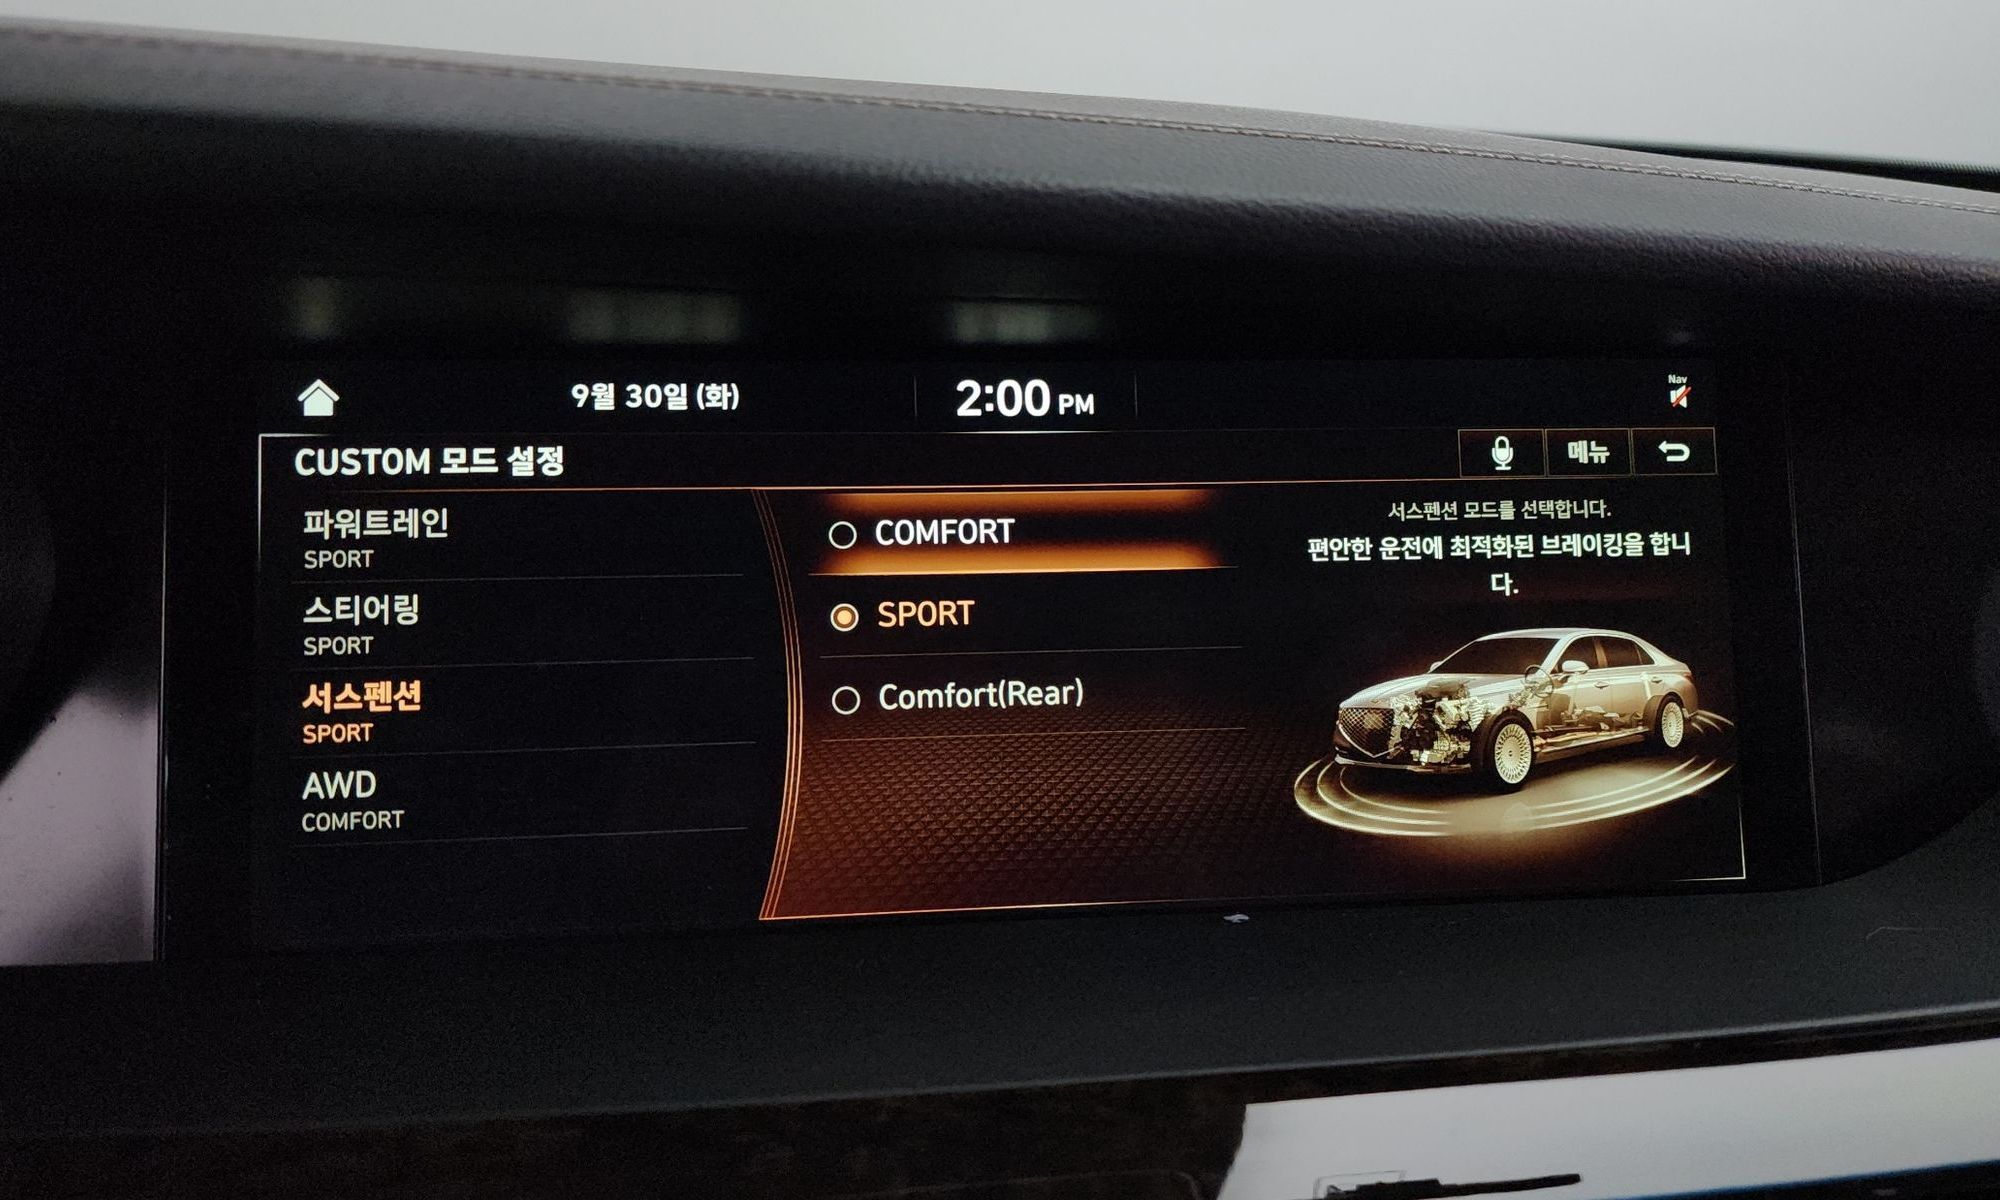 9월 30일 (화)
2:00 PM
Nav
CUSTOM 모드 설정
메뉴
파워트레인
SPORT
스티어링
SPORT
서스펜션
SPORT
AWD
COMFORT
COMFORT
SPORT
Comfort(Rear)
서스펜션 모드를 선택합니다.
편안한 운전에 최적화된 브레이킹을 합니
다.